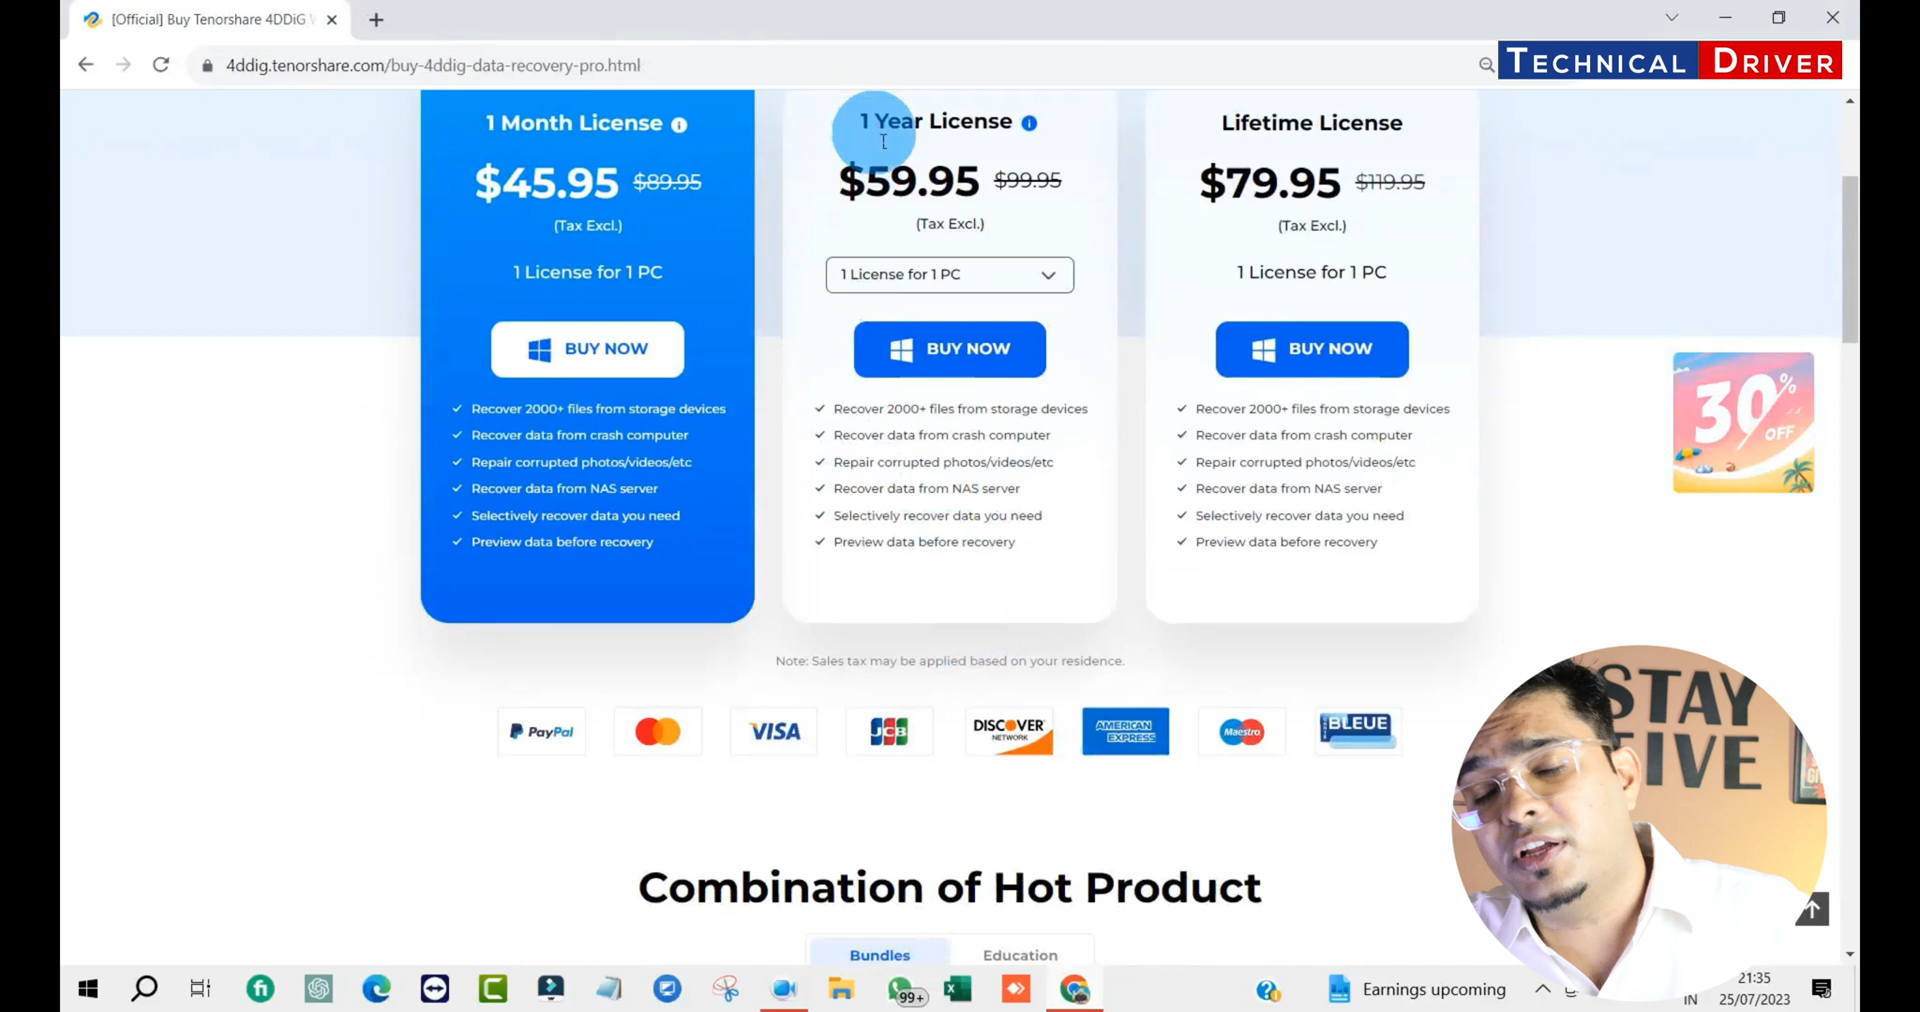 [Official] Buy Tenorshare 4DDiG
4ddig.tenorshare.com/buy-4ddig-data-recovery-pro.html
TECHNICAL DRIVER
1 Month License
$45.95 $89.95
(Tax Excl.)
1 License for 1 PC
BUY NOW
Recover 2000+ files from storage devices
Recover data from crash computer
Repair corrupted photos/videos/etc
Recover data from NAS server
Selectively recover data you need
Preview data before recovery
1 Year License
$59.95 $99.95
(Tax Excl.)
1 License for 1 PC
BUY NOW
Recover 2000+ files from storage devices
Recover data from crash computer
Repair corrupted photos/videos/etc
Recover data from NAS server
Selectively recover data you need
Preview data before recovery
Lifetime License
$79.95 $119.95
(Tax Excl.)
1 License for 1 PC
BUY NOW
Recover 2000+ files from storage devices
Recover data from crash computer
Repair corrupted photos/videos/etc
Recover data from NAS server
Selectively recover data you need
Preview data before recovery
30% OFF
Note: Sales tax may be applied based on your residence.
PayPal
VISA
JCB
DISCOVER
NETWORK
AMERICAN
EXPRESS
Maestro
BLEUE
STAY
Combination of Hot Product
Bundles
Education
99+
Earnings upcoming
IN
21:35
25/07/2023